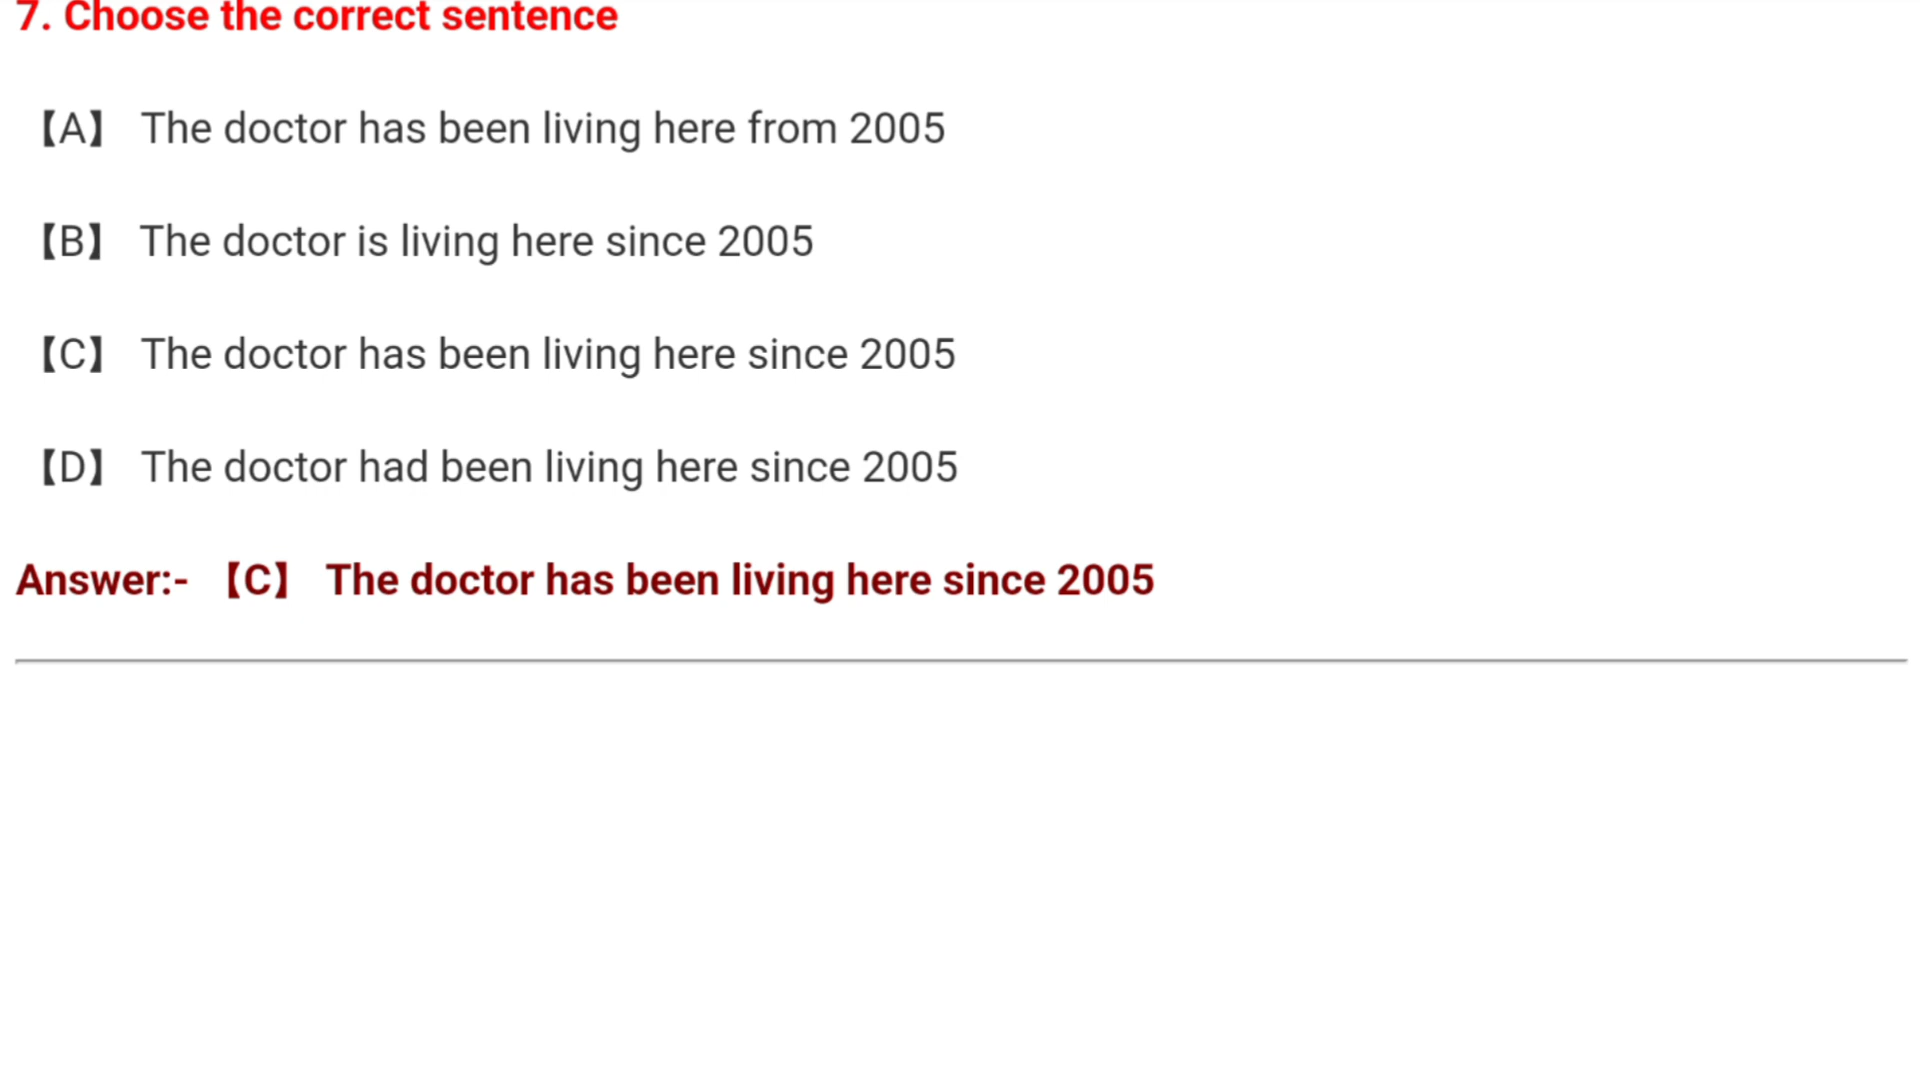 7. Choose the correct sentence
【A】 The doctor has been living here from 2005
【B】 The doctor is living here since 2005
【C】 The doctor has been living here since 2005
【D】 The doctor had been living here since 2005
Answer:- 【C】 The doctor has been living here since 2005